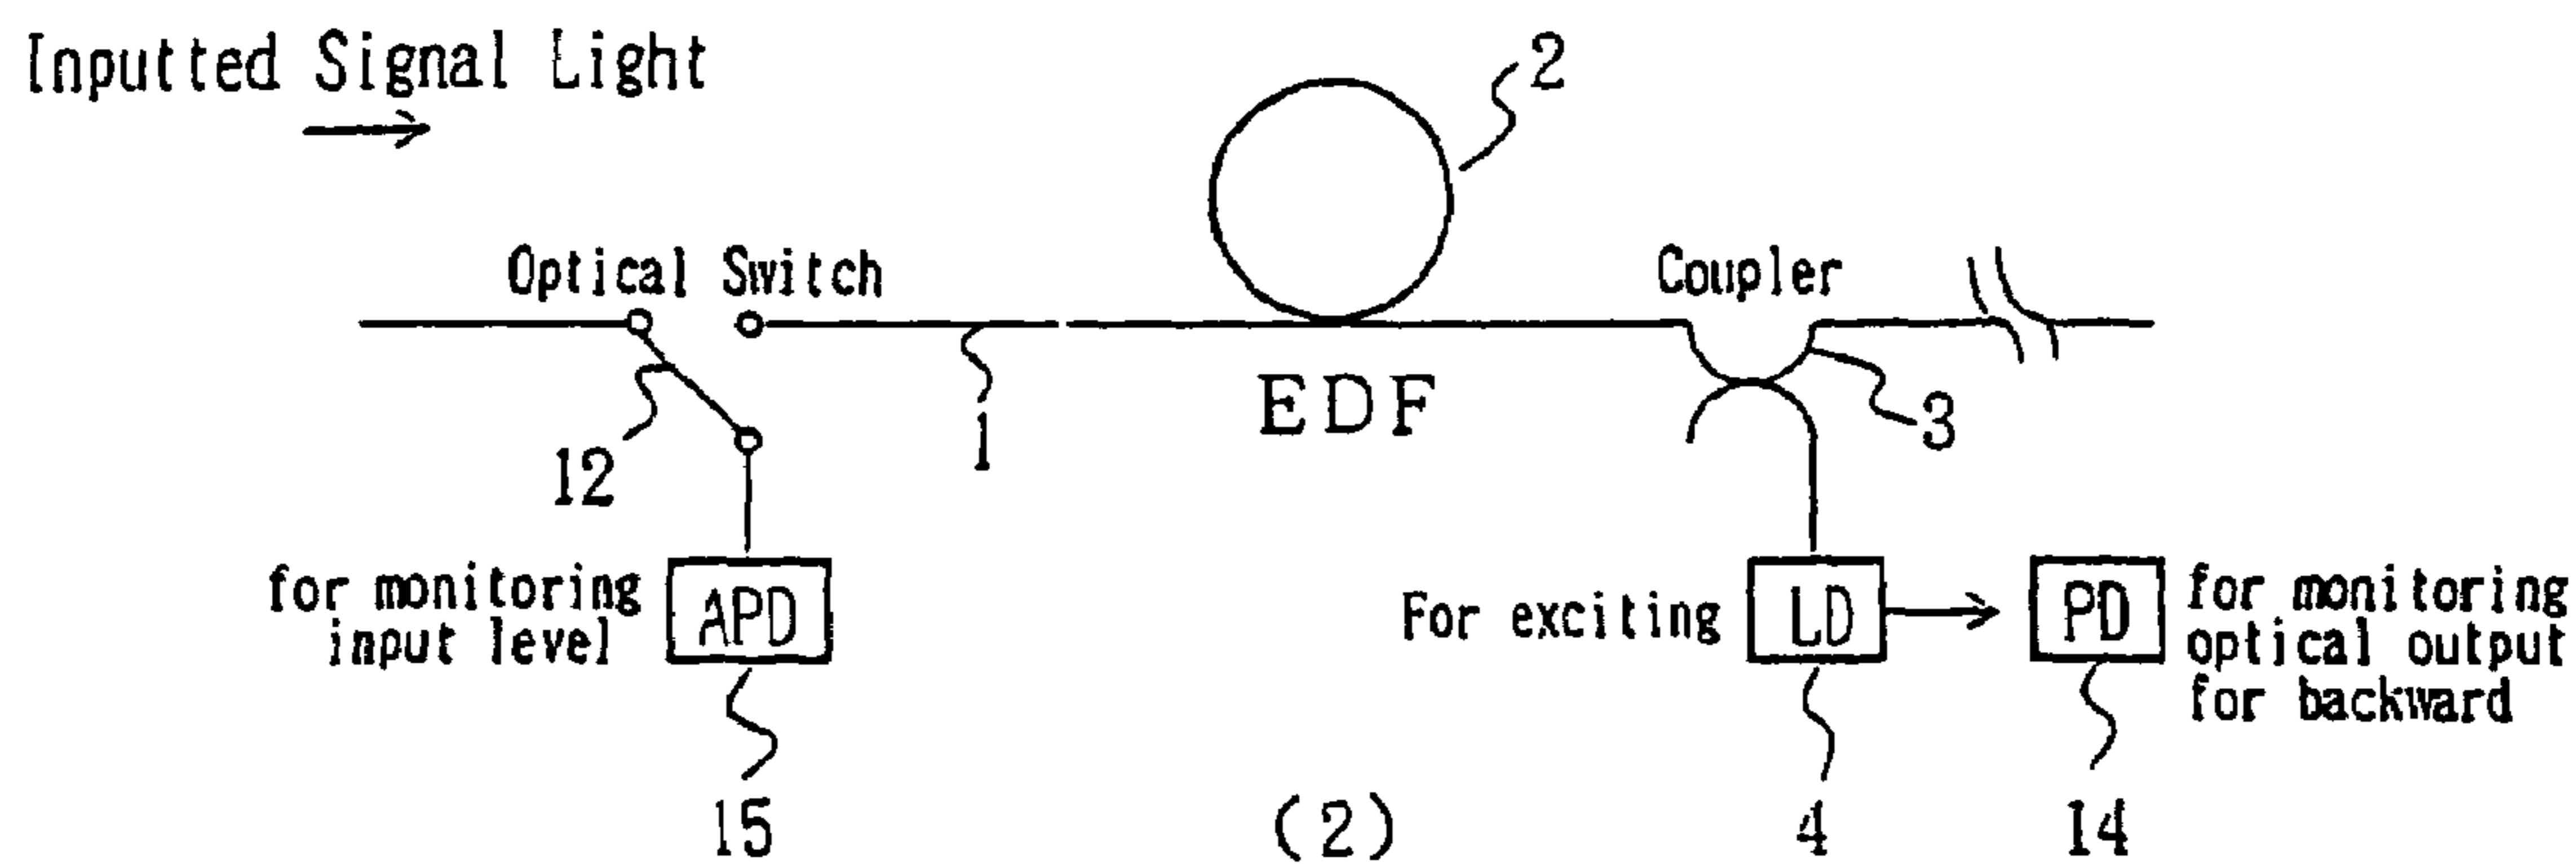 Inputted Signal Light
2
Optical Switch
Coupler
1
EDF
3
12
for monitoring
input level
APD
For exciting
LD
PD
for monitoring
optical output
for backward
15
(2)
4
14